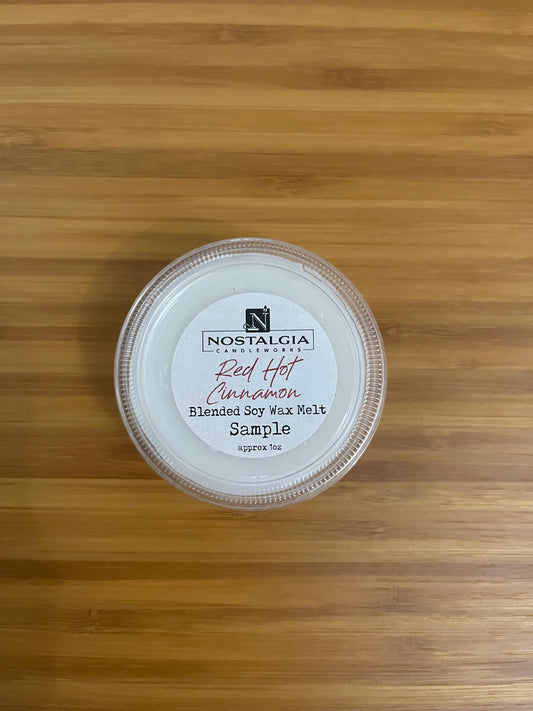 N
NOSTALGIA
CANDLEWORKS
Red Hot
Cinnamon
Blended Soy Wax Melt
Sample
approx 1oz